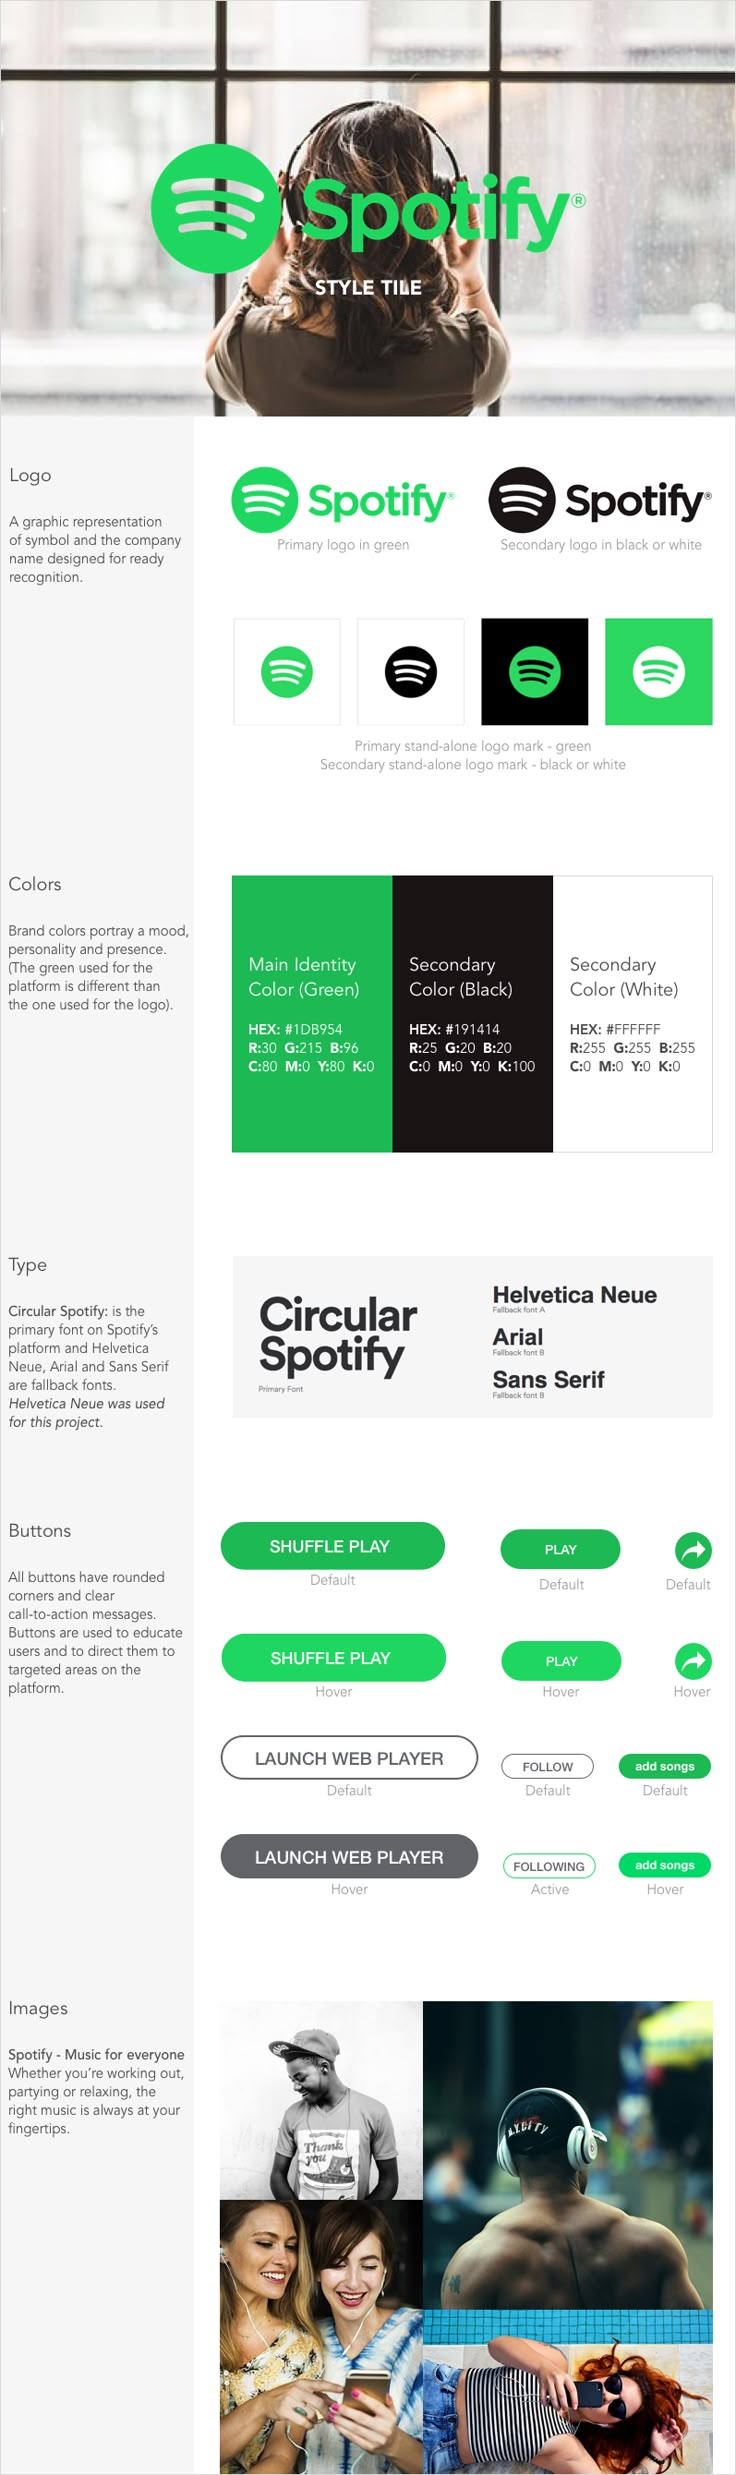 Spotify®
STYLE TILE
Logo
A graphic representation
of symbol and the company
name designed for ready
recognition.
Spotify®
Primary logo in green
Spotify®
Secondary logo in black or white
Primary stand-alone logo mark - green
Secondary stand-alone logo mark - black or white
Colors
Brand colors portray a mood,
personality and presence.
(The green used for the
platform is different than
the one used for the logo).
Main Identity
Color (Green)
HEX: #1DB954
R:30 G:215 B:96
C:80 M:0 Y:80 K:0
Secondary
Color (Black)
HEX: #191414
R:25 G:20 B:20
C:0 M:0 Y:0 K:100
Secondary
Color (White)
HEX: #FFFFFF
R:255 G:255 B:255
C:0 M:0 Y:0 K:0
Type
Circular Spotify: is the
primary font on Spotify's
platform and Helvetica
Neue, Arial and Sans Serif
are fallback fonts.
Helvetica Neue was used
for this project.
Circular
Spotify
Primary Font
Helvetica Neue
Fallback font A
Arial
Fallback font B
Sans Serif
Fallback font B
Buttons
All buttons have rounded
corners and clear
call-to-action messages.
Buttons are used to educate
users and to direct them to
targeted areas on the
platform.
SHUFFLE PLAY
Default
PLAY
Default
Default
SHUFFLE PLAY
Hover
PLAY
Hover
Hover
LAUNCH WEB PLAYER
Default
FOLLOW
Default
add songs
Default
LAUNCH WEB PLAYER
Hover
FOLLOWING
Active
add songs
Hover
Images
Spotify - Music for everyone
Whether you're working out,
partying or relaxing, the
right music is always at your
fingertips.
Thank
you